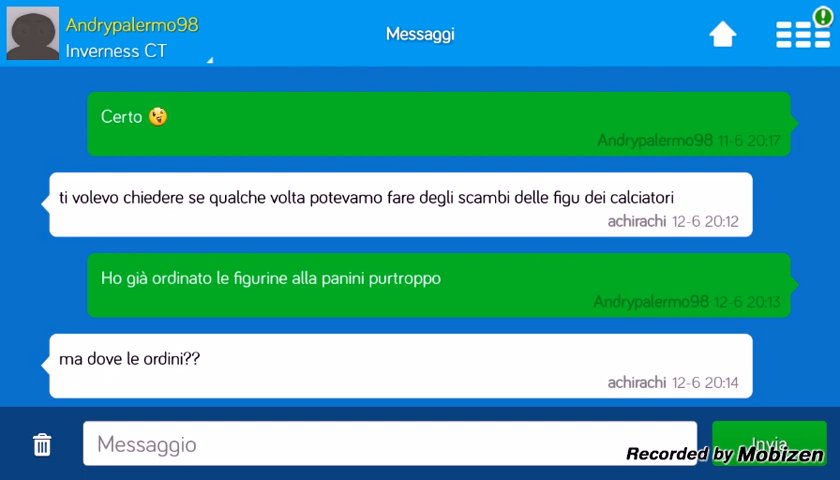 Andrypalermo98
Inverness CT
Messaggi
Certo
Andrypalermo98 11-6 20:17
ti volevo chiedere se qualche volta potevamo fare degli scambi delle figu dei calciatori
achirachi 12-6 20:12
Ho già ordinato le figurine alla panini purtroppo
Andrypalermo98 12-6 20:13
ma dove le ordini??
achirachi 12-6 20:14
Messaggio
Invia
Recorded by Mobizen